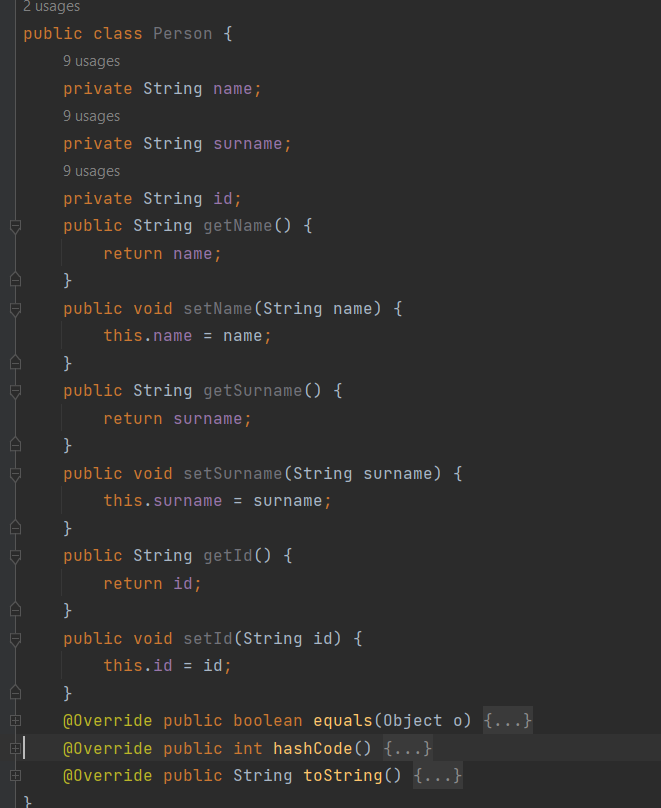 2 usages
public class Person {
9 usages
private String name;
9 usages
private String surname;
9 usages
private String id;
public String getName() {
return name;
}
public void setName(String name) {
this.name = name;
}
public String getSurname() {
return surname;
}
public void setSurname(String surname) {
this.surname = surname;
}
public String getId() {
return id;
}
public void setId(String id) {
this.id = id;
}
@Override public boolean equals(Object o) {...}
@Override public int hashCode() {...}
@Override public String toString() {...}
}